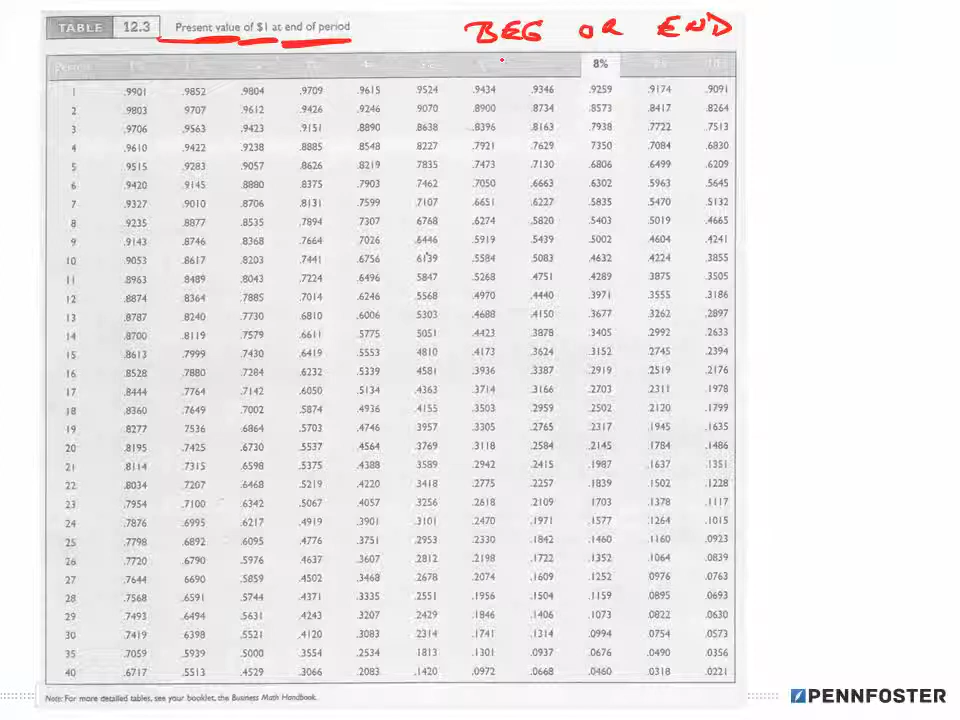 TABLE 12.3 Present value of $1 at end of period BEG OR END
8%
1 .9901 .9852 .9804 .9709 .9615 .9524 .9434 .9346 .9259 .9174 .9091
2 .9803 .9707 .9612 .9426 .9246 .9070 .8900 .8734 .8573 .8417 .8264
3 .9706 .9563 .9423 .9151 .8890 .8638 .8396 .8163 .7938 .7722 .7513
4 .9610 .9422 .9238 .8885 .8548 .8227 .7921 .7629 .7350 .7084 .6830
5 .9515 .9283 .9057 .8626 .8219 .7835 .7473 .7130 .6806 .6499 .6209
6 .9420 .9145 .8880 .8375 .7903 .7462 .7050 .6663 .6302 .5963 .5645
7 .9327 .9010 .8706 .8131 .7599 .7107 .6651 .6227 .5835 .5470 .5132
8 .9235 .8877 .8535 .7894 .7307 .6768 .6274 .5820 .5403 .5019 .4665
9 .9143 .8746 .8368 .7664 .7026 .6446 .5919 .5439 .5002 .4604 .4241
10 .9053 .8617 .8203 .7441 .6756 .6139 .5584 .5083 .4632 .4224 .3855
11 .8963 .8489 .8043 .7224 .6496 .5847 .5268 .4751 .4289 .3875 .3505
12 .8874 .8364 .7885 .7014 .6246 .5568 .4970 .4440 .3971 .3555 .3186
13 .8787 .8240 .7730 .6810 .6006 .5303 .4688 .4150 .3677 .3262 .2897
14 .8700 .8119 .7579 .6611 .5775 .5051 .4423 .3878 .3405 .2992 .2633
15 .8613 .7999 .7430 .6419 .5553 .4810 .4173 .3624 .3152 .2745 .2394
16 .8528 .7880 .7284 .6232 .5339 .4581 .3936 .3387 .2919 .2519 .2176
17 .8444 .7764 .7142 .6050 .5134 .4363 .3714 .3166 .2703 .2311 .1978
18 .8360 .7649 .7002 .5874 .4936 .4155 .3503 .2959 .2502 .2120 .1799
19 .8277 .7536 .6864 .5703 .4746 .3957 .3305 .2765 .2317 .1945 .1635
20 .8195 .7425 .6730 .5537 .4564 .3769 .3118 .2584 .2145 .1784 .1486
21 .8114 .7315 .6598 .5375 .4388 .3589 .2942 .2415 .1987 .1637 .1351
22 .8034 .7207 .6468 .5219 .4220 .3418 .2775 .2257 .1839 .1502 .1228
23 .7954 .7100 .6342 .5067 .4057 .3256 .2618 .2109 .1703 .1378 .1117
24 .7876 .6995 .6217 .4919 .3901 .3101 .2470 .1971 .1577 .1264 .1015
25 .7798 .6892 .6095 .4776 .3751 .2953 .2330 .1842 .1460 .1160 .0923
26 .7720 .6790 .5976 .4637 .3607 .2812 .2198 .1722 .1352 .1064 .0839
27 .7644 .6690 .5859 .4502 .3468 .2678 .2074 .1609 .1252 .0976 .0763
28 .7568 .6591 .5744 .4371 .3335 .2551 .1956 .1504 .1159 .0895 .0693
29 .7493 .6494 .5631 .4243 .3207 .2429 .1846 .1406 .1073 .0822 .0630
30 .7419 .6398 .5521 .4120 .3083 .2314 .1741 .1314 .0994 .0754 .0573
35 .7059 .5939 .5000 .3554 .2534 .1813 .1301 .0937 .0676 .0490 .0356
40 .6717 .5513 .4529 .3066 .2083 .1420 .0972 .0668 .0460 .0318 .0221
Note: For more detailed tables, see your booklet, the Business Math Handbook.
PENNFOSTER